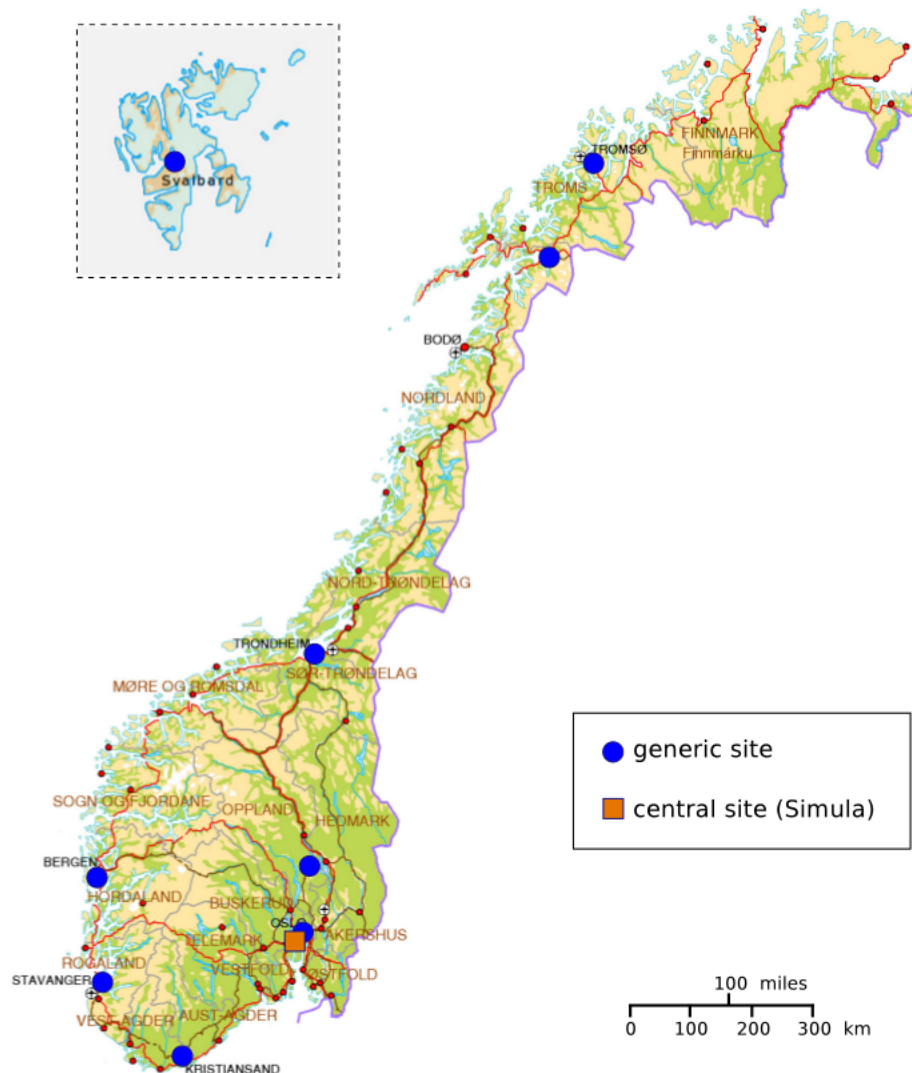 TROMSØ
FINNMARK
Finnmárku
Svalbard
TROMS
BODØ
NORDLAND
NORD-TRØNDELAG
TRONDHEIM
SØR-TRØNDELAG
MØRE OG ROMSDAL
generic site
SOGN OG FJORDANE
OPPLAND
HEDMARK
central site (Simula)
BERGEN
HORDALAND
BUSKERUD
OSLO
TELEMARK
AKERSHUS
ROGALAND
VESTFOLD
ØSTFOLD
STAVANGER
100 miles
VEST-AGDER
AUST-AGDER
0 100 200 300 km
KRISTIANSAND